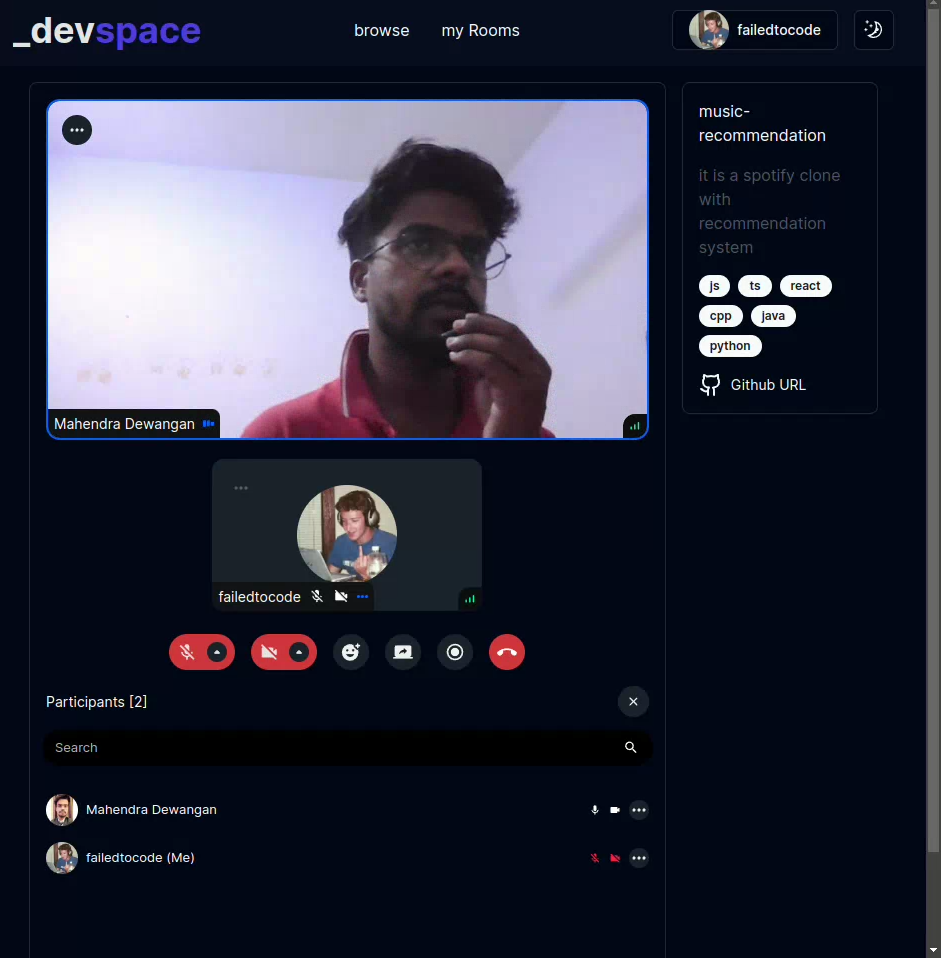 _devspace
browse
my Rooms
failedtocode
Mahendra Dewangan
failedtocode
Participants [2]
Search
Mahendra Dewangan
failedtocode (Me)
music-
recommendation
it is a spotify clone
with
recommendation
system
js
ts
react
cpp
java
python
Github URL